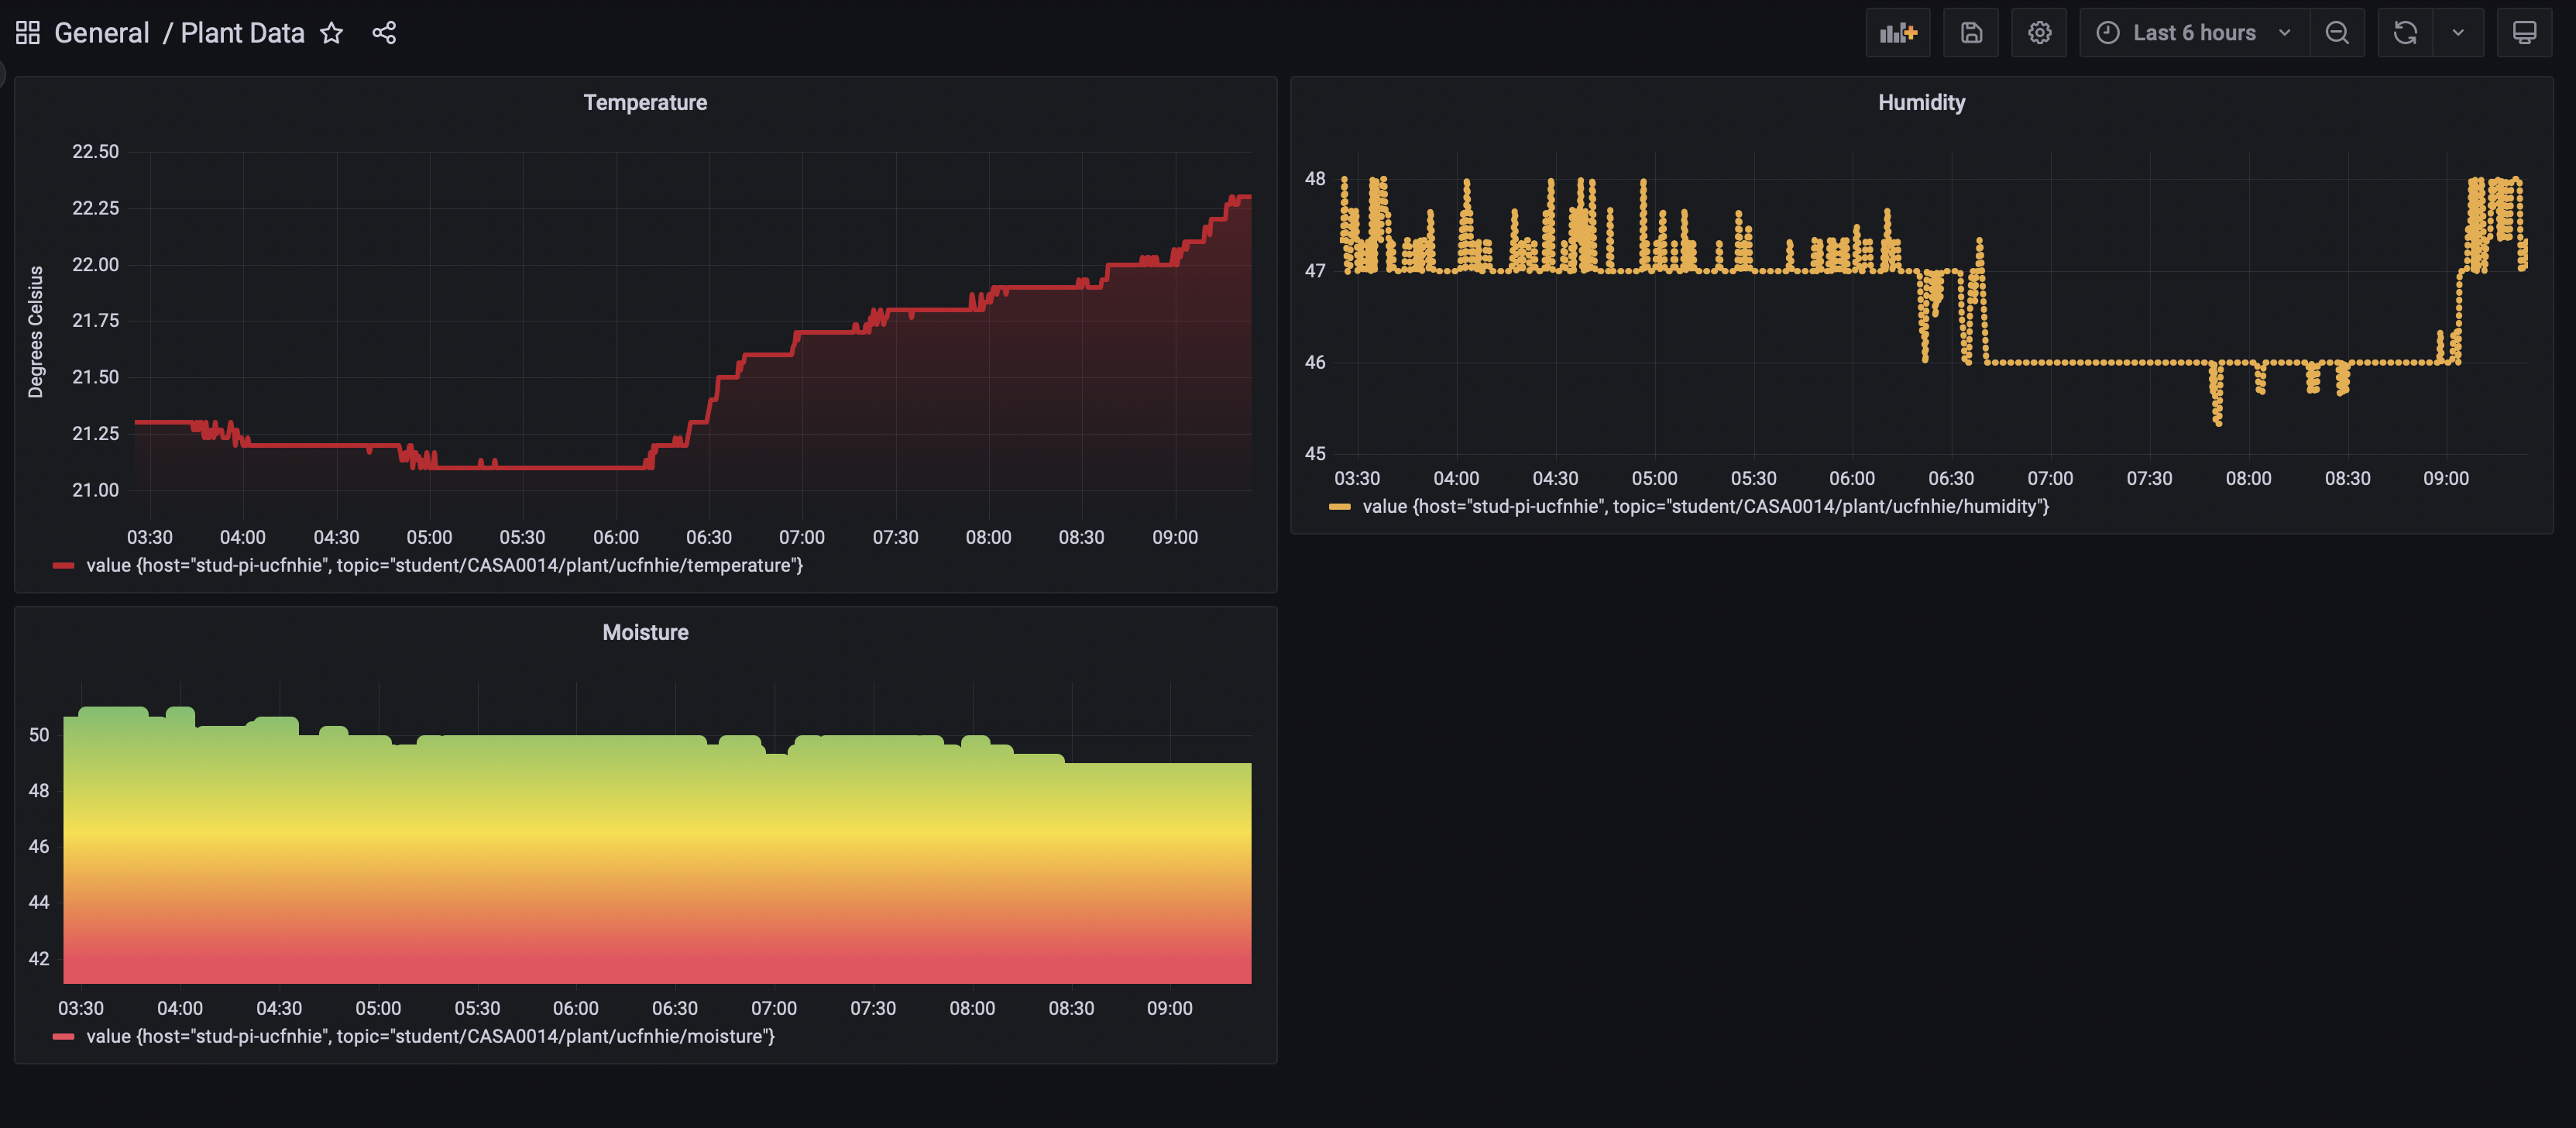 General / Plant Data
Last 6 hours
Temperature
Degrees Celsius
22.50
22.25
22.00
21.75
21.50
21.25
21.00
03:30 04:00 04:30 05:00 05:30 06:00 06:30 07:00 07:30 08:00 08:30 09:00
value {host="stud-pi-ucfnhie", topic="student/CASA0014/plant/ucfnhie/temperature"}
Humidity
48
47
46
45
03:30 04:00 04:30 05:00 05:30 06:00 06:30 07:00 07:30 08:00 08:30 09:00
value {host="stud-pi-ucfnhie", topic="student/CASA0014/plant/ucfnhie/humidity"}
Moisture
50
48
46
44
42
03:30 04:00 04:30 05:00 05:30 06:00 06:30 07:00 07:30 08:00 08:30 09:00
value {host="stud-pi-ucfnhie", topic="student/CASA0014/plant/ucfnhie/moisture"}